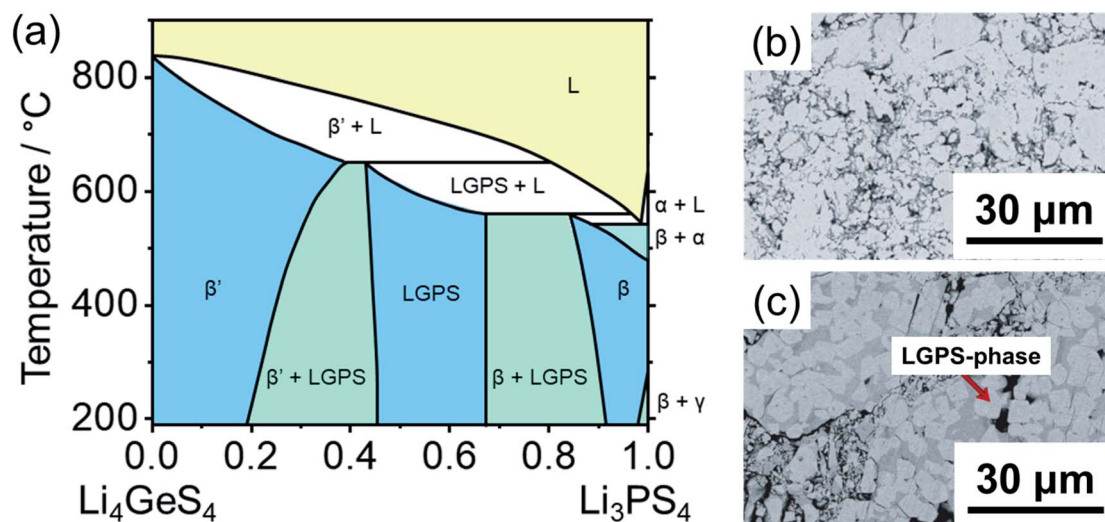 (a)
Temperature / °C
800
600
400
200
L
β’ + L
LGPS + L
α + L
β + α
β’
LGPS
β
β’ + LGPS
β + LGPS
β + γ
0.0 0.2 0.4 0.6 0.8 1.0
Li₄GeS₄ Li₃PS₄
(b)
30 µm
(c)
LGPS-phase
30 µm